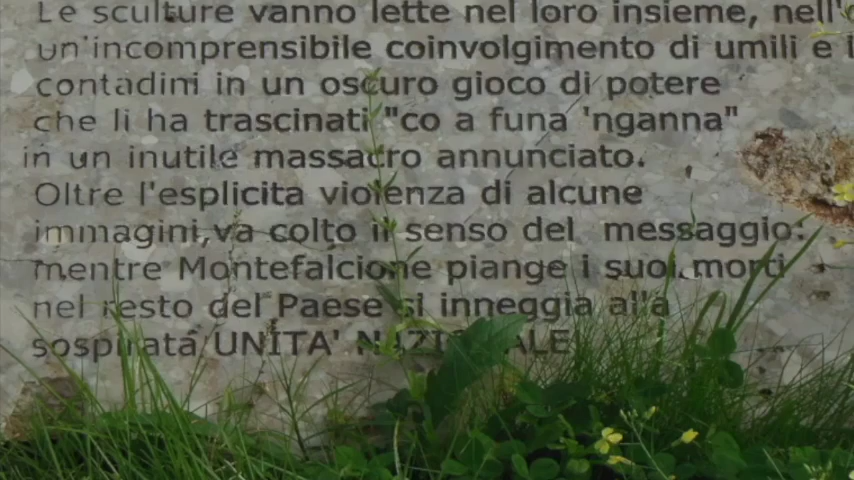 Le sculture vanno lette nel loro insieme, nell'
un'incomprensibile coinvolgimento di umili e
contadini in un oscuro gioco di potere
che li ha trascinati "co a funa 'nganna"
in un inutile massacro annunciato.
Oltre l'esplicita violenza di alcune
immagini, va colto il senso del messaggio:
mentre Montefalcione piange i suoi morti
nel resto del Paese si inneggia alla
sospirata UNITA' NAZIONALE